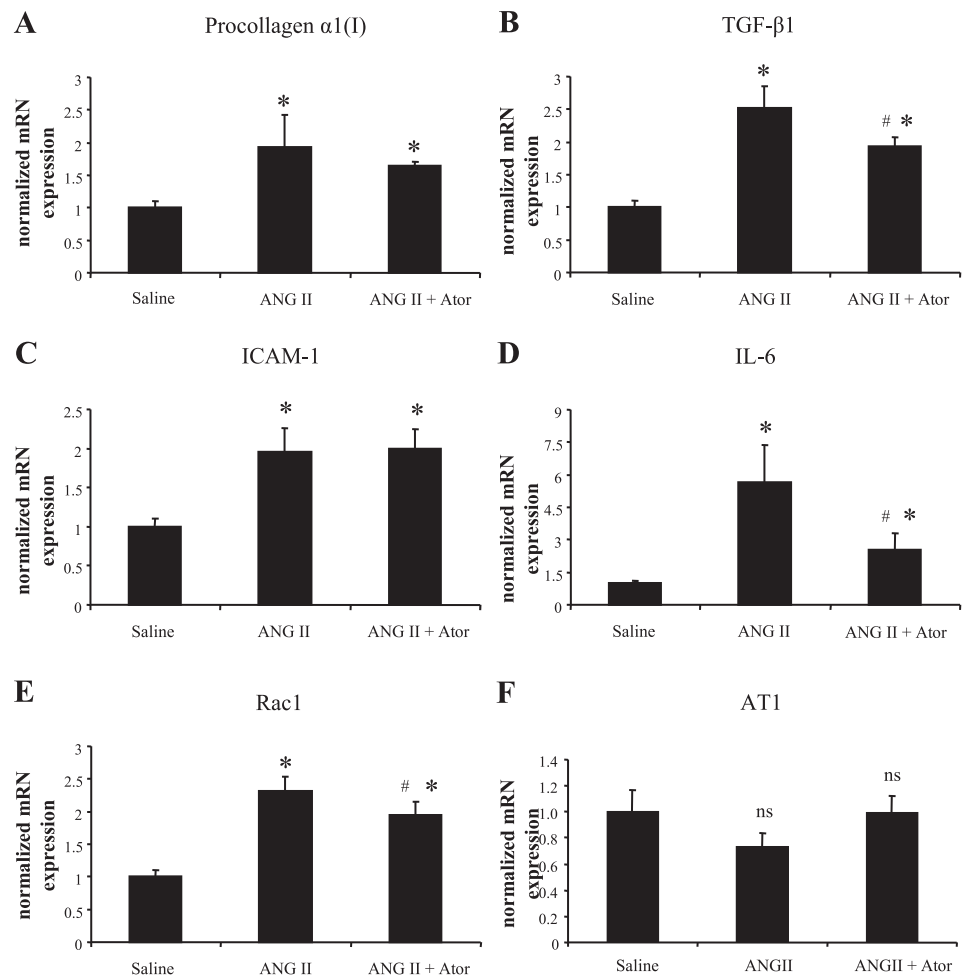 A
Procollagen α1(I)
normalized mRN
expression
3
2.5
2
1.5
1
0.5
0
*
*
Saline
ANG II
ANG II + Ator
B
TGF-β1
normalized mRN
expression
3
2.5
2
1.5
1
0.5
0
*
# *
Saline
ANG II
ANG II + Ator
C
ICAM-1
normalized mRN
expression
2.5
2
1.5
1
0.5
0
*
*
Saline
ANG II
ANG II + Ator
D
IL-6
normalized mRN
expression
9
7.5
6
4.5
3
1.5
0
*
# *
Saline
ANG II
ANG II + Ator
E
Rac1
normalized mRN
expression
3
2.5
2
1.5
1
0.5
0
*
# *
Saline
ANG II
ANG II + Ator
F
AT1
normalized mRN
expression
1.4
1.2
1.0
0.8
0.6
0.4
0.2
0
ns
ns
Saline
ANGII
ANGII + Ator